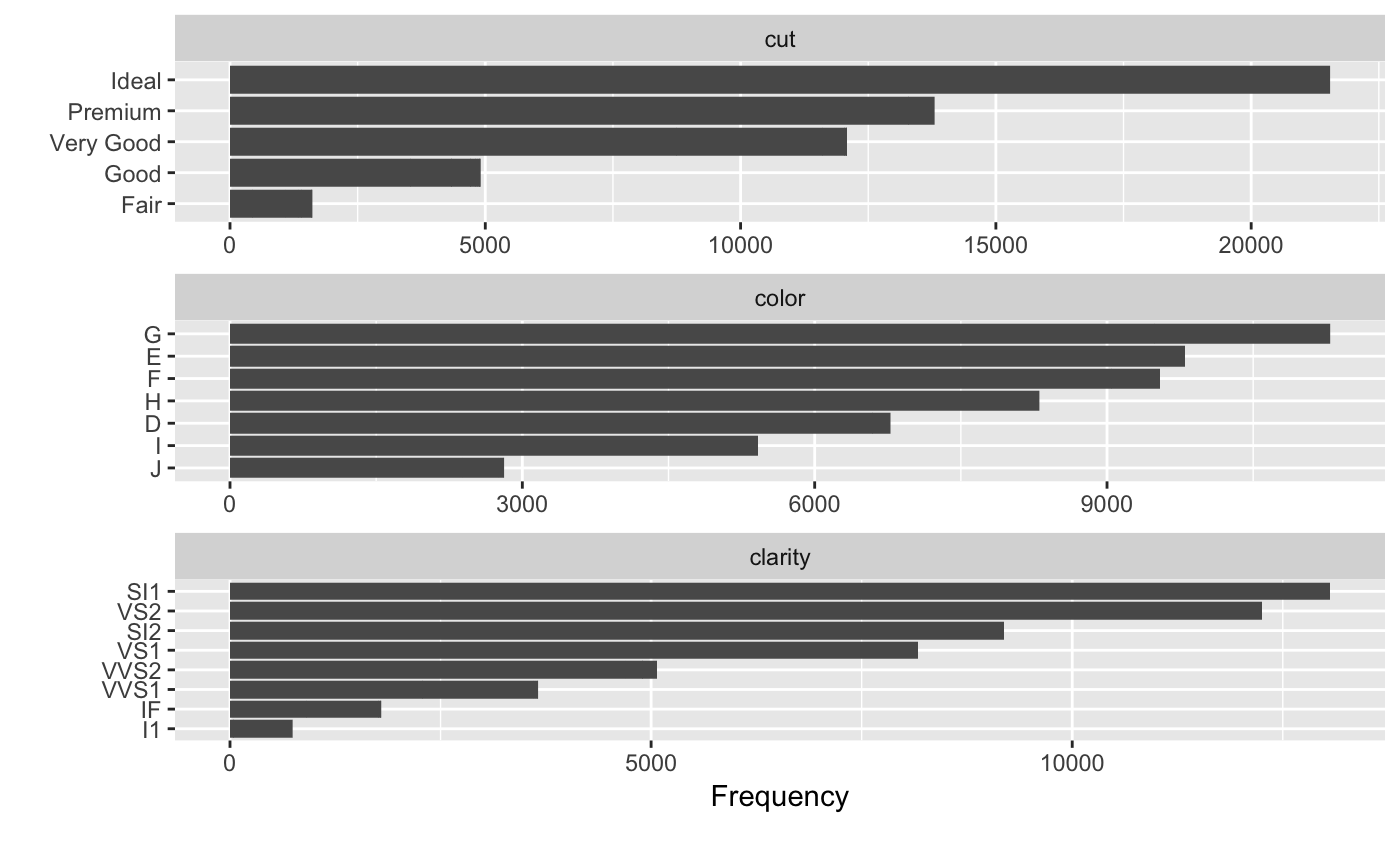 cut
Ideal
Premium
Very Good
Good
Fair
0 5000 10000 15000 20000
color
G
E
F
H
D
I
J
0 3000 6000 9000
clarity
SI1
VS2
SI2
VS1
VVS2
VVS1
IF
I1
0 5000 10000
Frequency